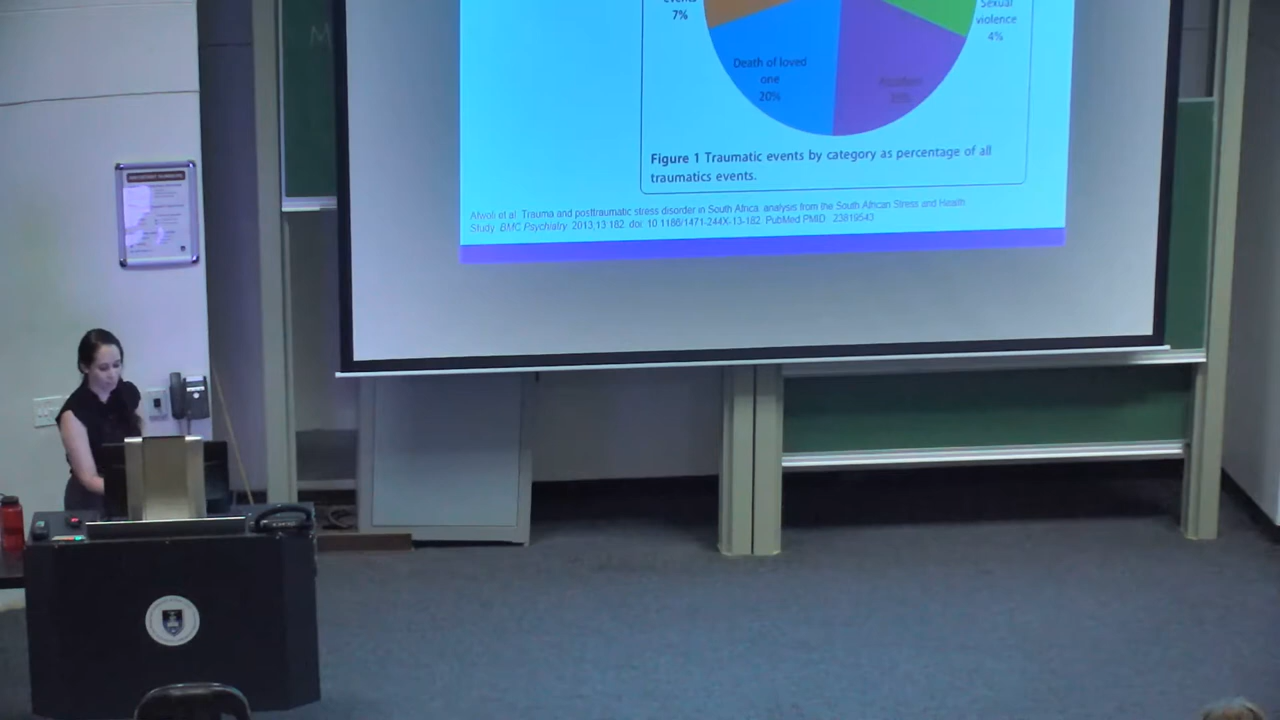 M
7%
Sexual
violence
4%
Death of loved
one
20%
Figure 1 Traumatic events by category as percentage of all
traumatics events.
Atwoli et al. Trauma and posttraumatic stress disorder in South Africa: analysis from the South African Stress and Health
Study. BMC Psychiatry. 2013,13:182. doi: 10.1186/1471-244X-13-182. PubMed PMID: 23819543